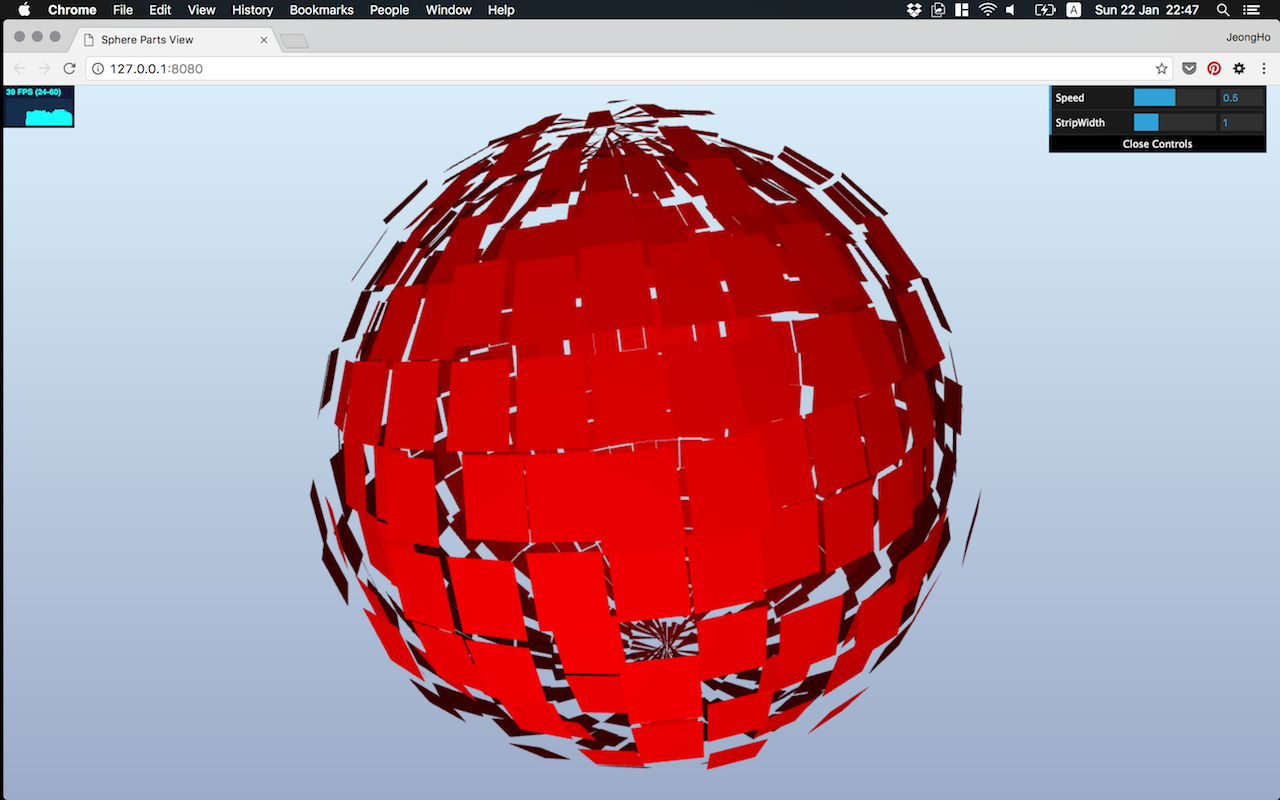 Chrome File Edit View History Bookmarks People Window Help A Sun 22 Jan 22:47
Sphere Parts View JeongHo
127.0.0.1:8080
39 FPS (24-60)
Speed 0.5
StripWidth 1
Close Controls